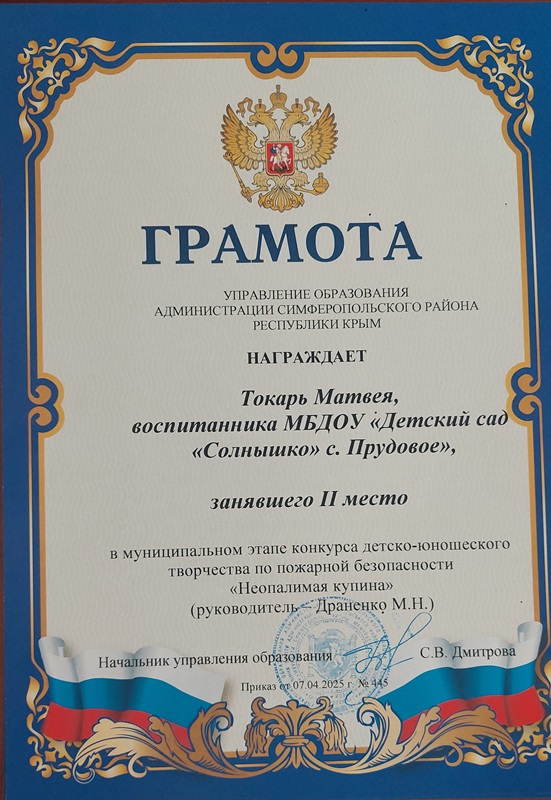 ГРАМОТА
УПРАВЛЕНИЕ ОБРАЗОВАНИЯ
АДМИНИСТРАЦИИ СИМФЕРОПОЛЬСКОГО РАЙОНА
РЕСПУБЛИКИ КРЫМ
НАГРАЖДАЕТ
Токарь Матвея,
воспитанника МБДОУ «Детский сад
«Солнышко» с. Прудовое»,
занявшего II место
в муниципальном этапе конкурса детско-юношеского
творчества по пожарной безопасности
«Неопалимая купина»
(руководитель – Драненко М.Н.)
Начальник управления образования С.В. Дмитрова
Приказ от 07.04.2025 г. № 445